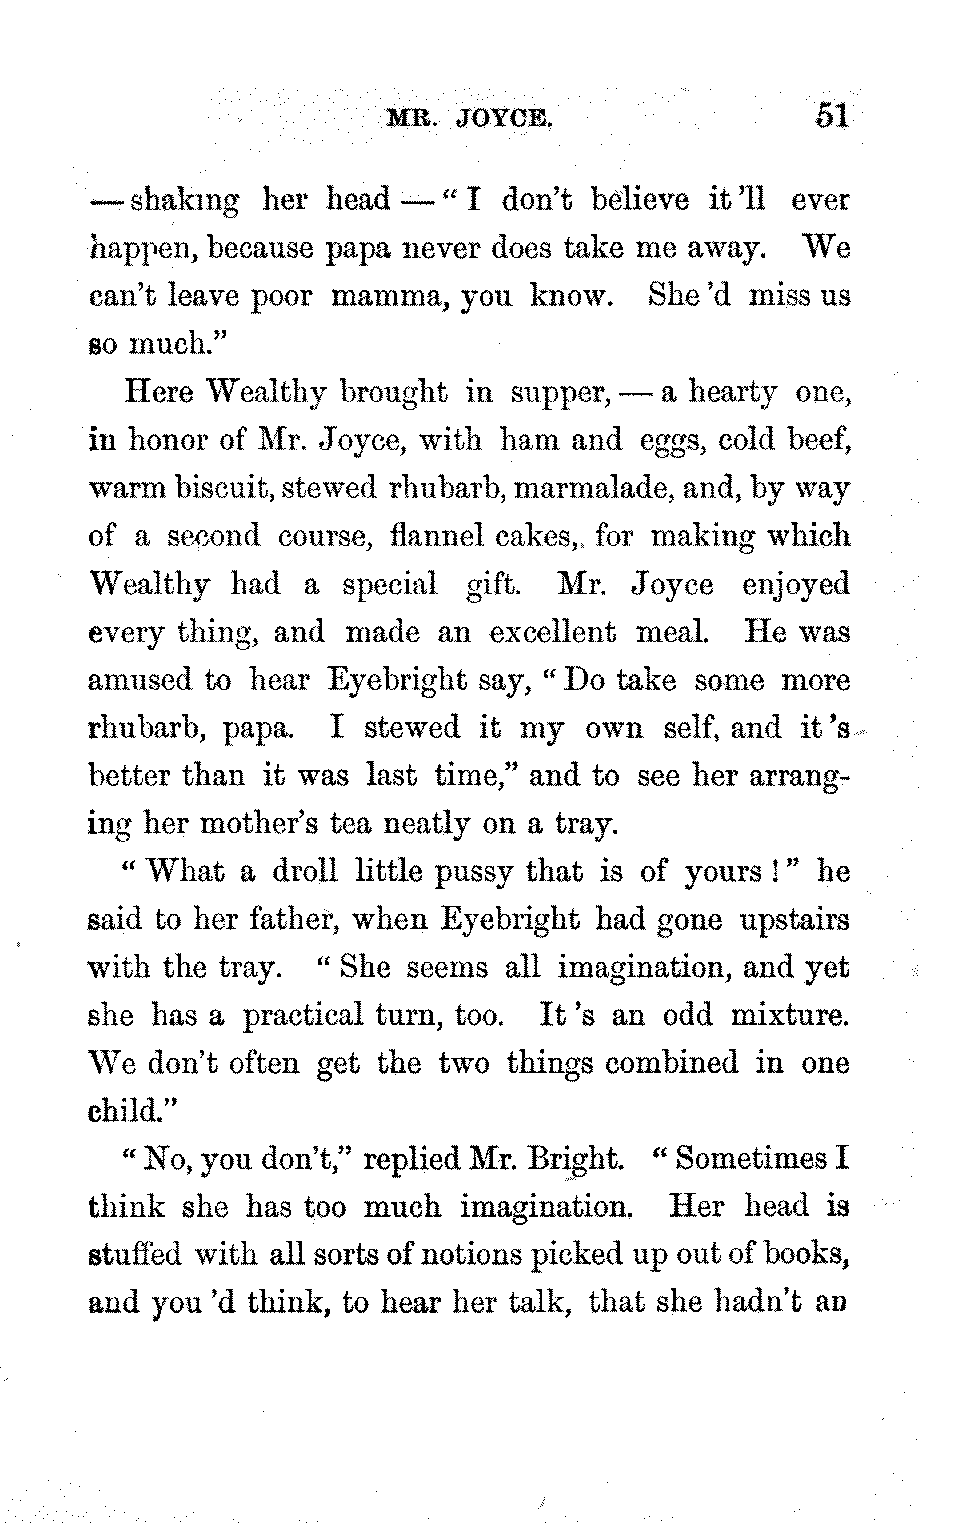 MR. JOYCE. 51
— shaking her head — “ I don't believe it 'll ever
happen, because papa never does take me away. We
can't leave poor mamma, you know. She 'd miss us
so much.”
Here Wealthy brought in supper, — a hearty one,
in honor of Mr. Joyce, with ham and eggs, cold beef,
warm biscuit, stewed rhubarb, marmalade, and, by way
of a second course, flannel cakes, for making which
Wealthy had a special gift. Mr. Joyce enjoyed
every thing, and made an excellent meal. He was
amused to hear Eyebright say, “ Do take some more
rhubarb, papa. I stewed it my own self, and it 's
better than it was last time,” and to see her arrang-
ing her mother's tea neatly on a tray.
“ What a droll little pussy that is of yours ! ” he
said to her father, when Eyebright had gone upstairs
with the tray. “ She seems all imagination, and yet
she has a practical turn, too. It 's an odd mixture.
We don't often get the two things combined in one
child.”
“ No, you don't,” replied Mr. Bright. “ Sometimes I
think she has too much imagination. Her head is
stuffed with all sorts of notions picked up out of books,
and you 'd think, to hear her talk, that she hadn't an